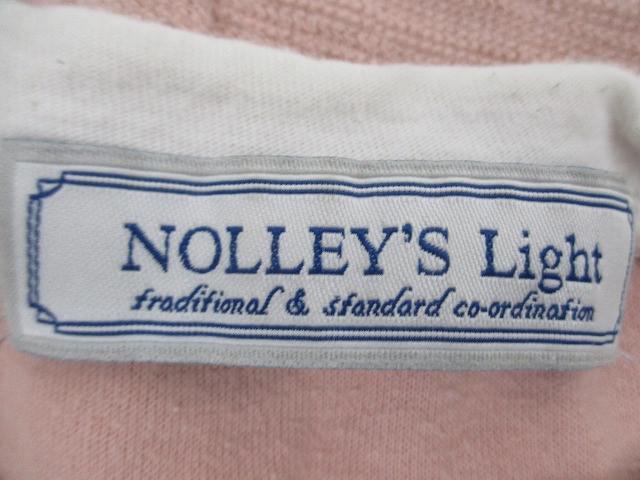 NOLLEY'S Light
traditional & standard co-ordination